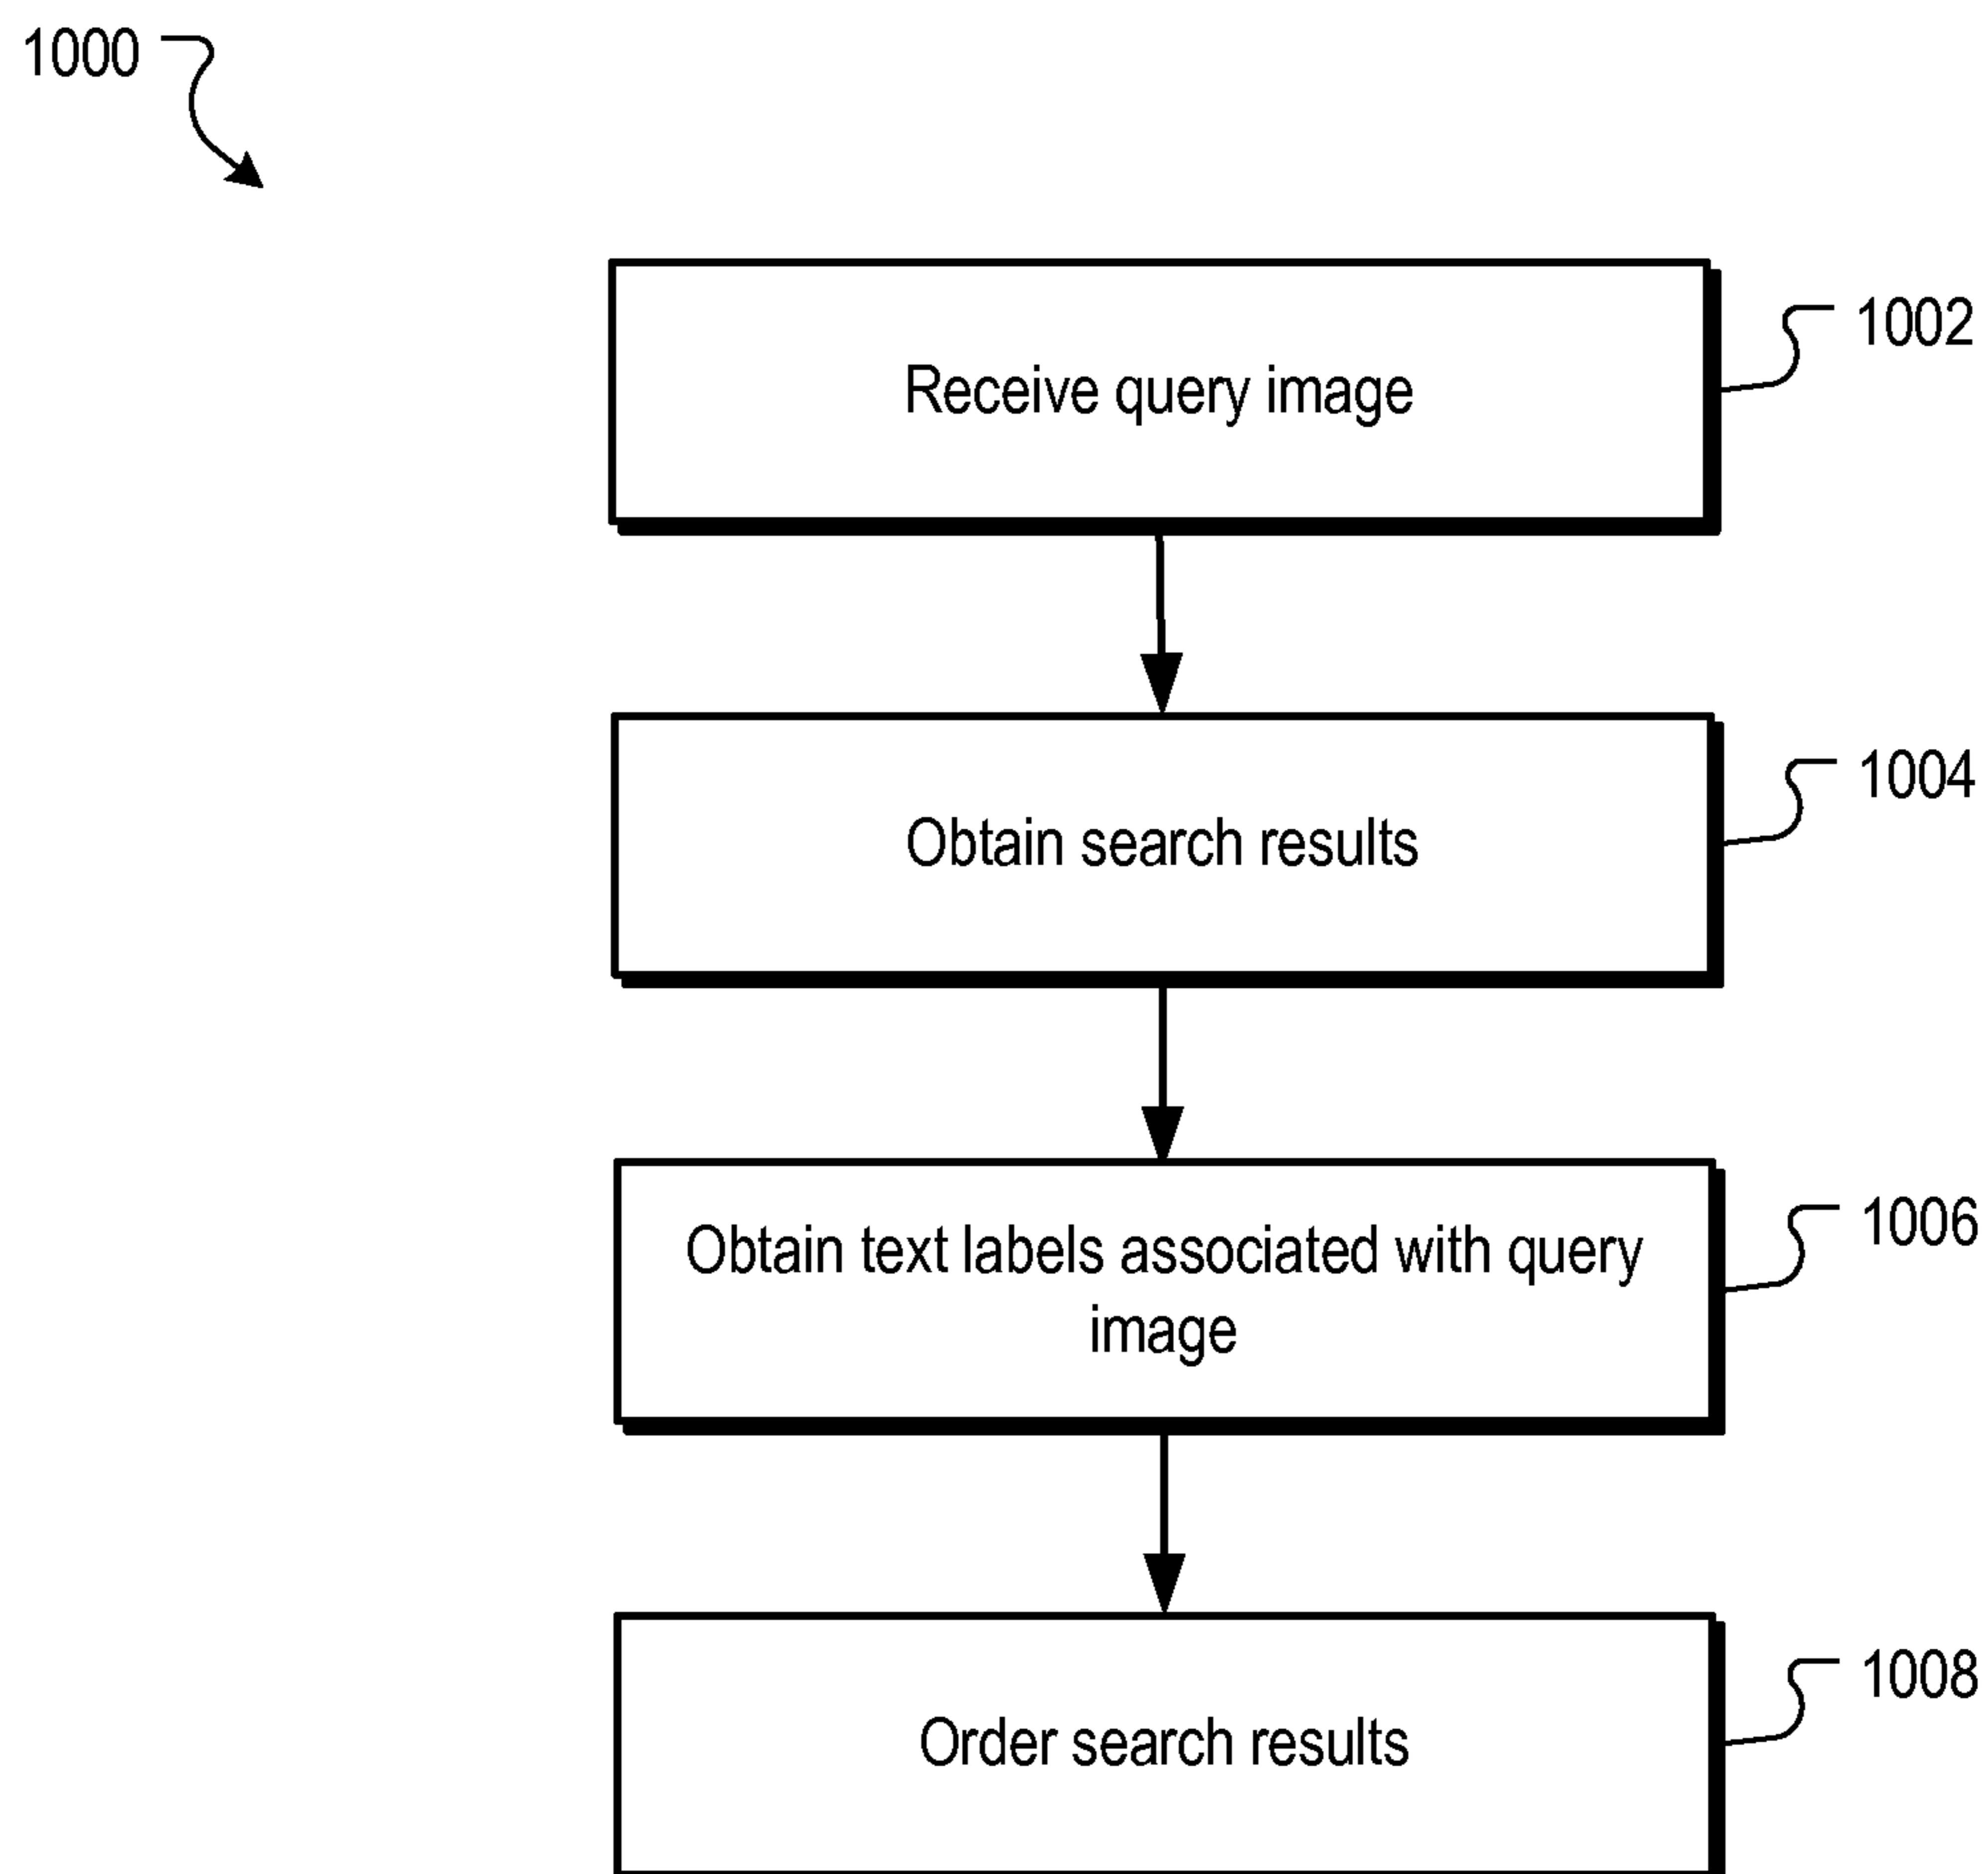 1000
Receive query image
1002
Obtain search results
1004
Obtain text labels associated with query
image
1006
Order search results
1008